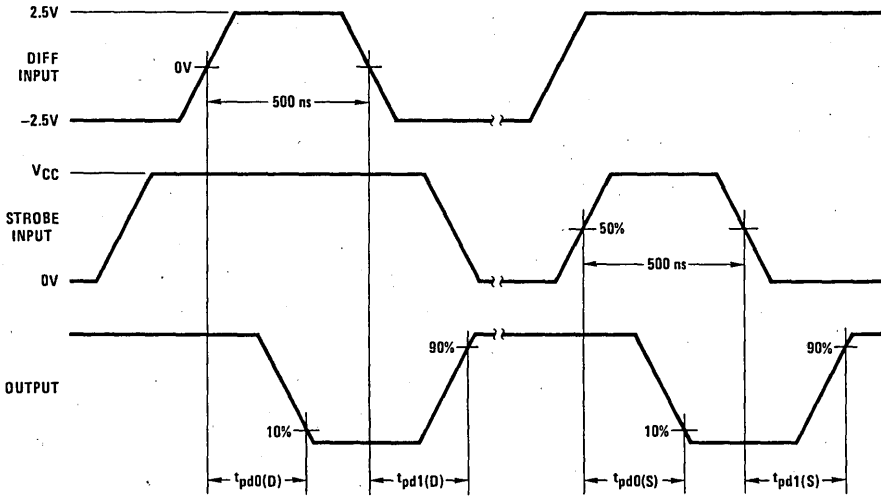 2.5V
DIFF
INPUT
0V
500 ns
−2.5V
VCC
STROBE
INPUT
50%
500 ns
0V
90%
90%
OUTPUT
10%
10%
tpd0(D)
tpd1(D)
tpd0(S)
tpd1(S)